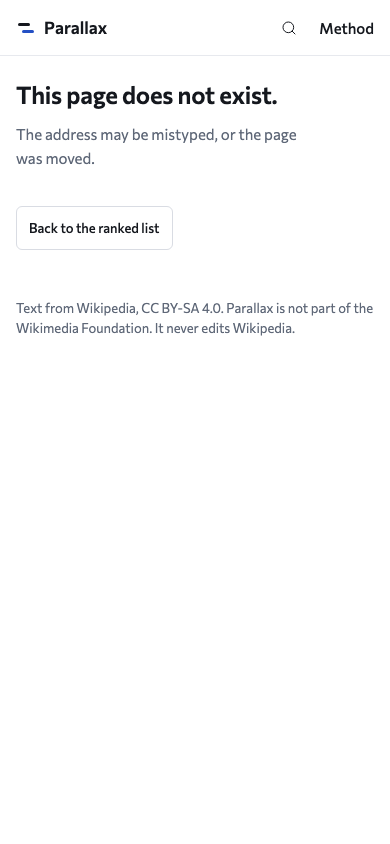 Parallax
Method
This page does not exist.
The address may be mistyped, or the page
was moved.
Back to the ranked list
Text from Wikipedia, CC BY-SA 4.0. Parallax is not part of the
Wikimedia Foundation. It never edits Wikipedia.